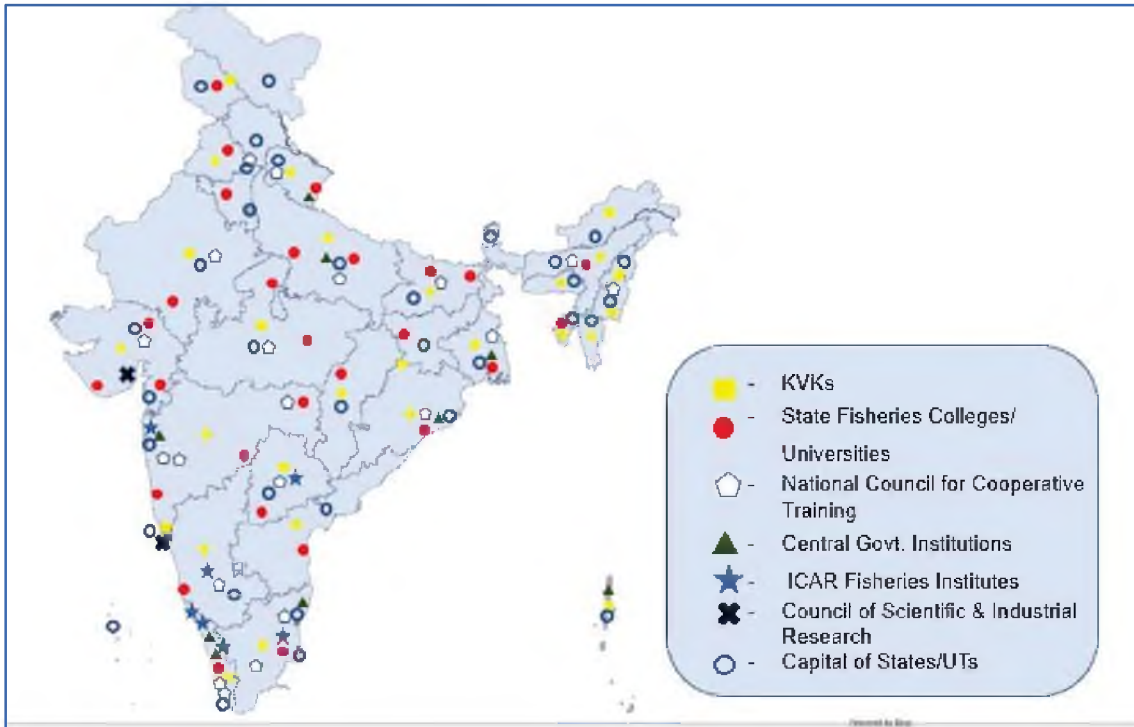 - KVKs
- State Fisheries Colleges/
Universities
- National Council for Cooperative
Training
- Central Govt. Institutions
- ICAR Fisheries Institutes
- Council of Scientific & Industrial
Research
- Capital of States/UTs